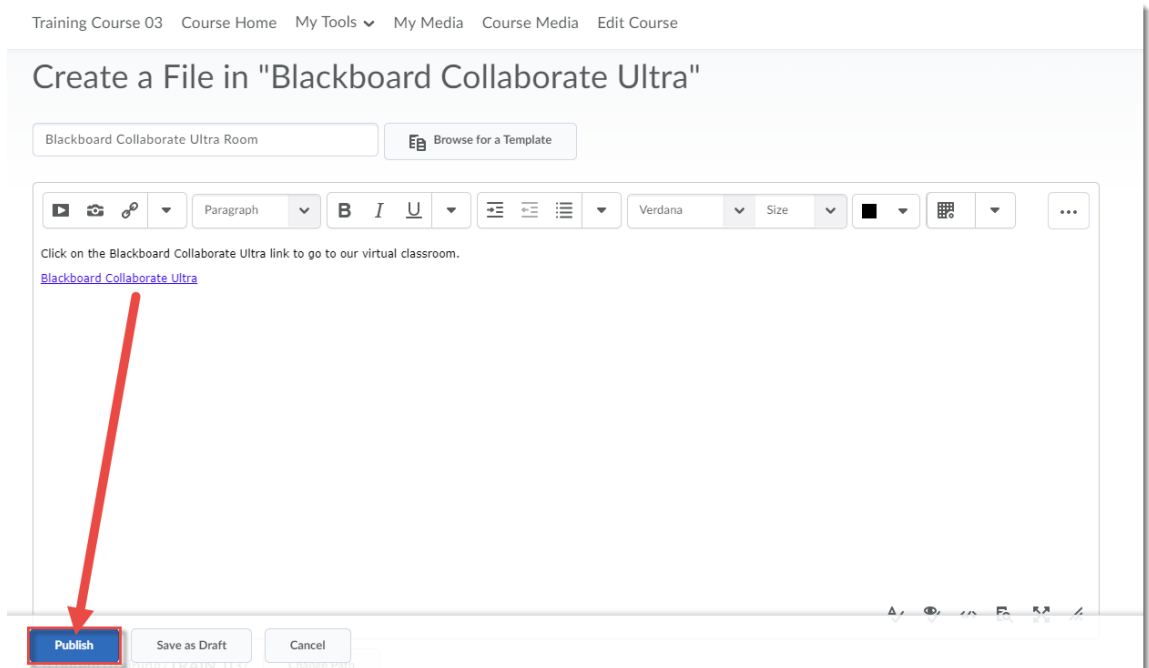 Training Course 03 Course Home My Tools My Media Course Media Edit Course
Create a File in "Blackboard Collaborate Ultra"
Blackboard Collaborate Ultra Room Browse for a Template
Paragraph B I U Verdana Size ...
Click on the Blackboard Collaborate Ultra link to go to our virtual classroom.
Blackboard Collaborate Ultra
Publish Save as Draft Cancel